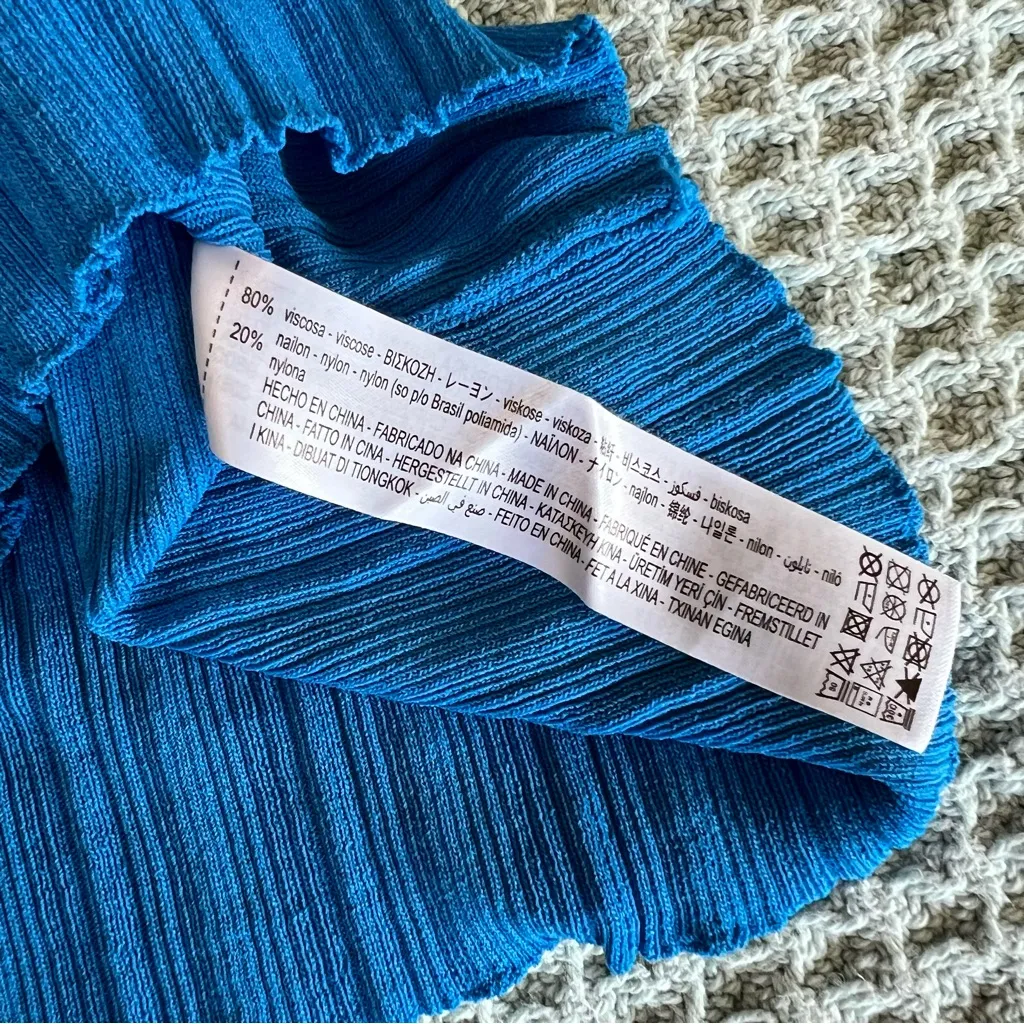 80% viscosa - viscose - ΒΙΣΚΟΖΗ - レーヨン - viskose - viskoza - 비스코스 - فسكوز - biskosa
20% nailon - nylon - nylon (so p/o Brasil poliamida) - ΝΑΪΛΟΝ - ナイロン - najlon - 锦纶 - 나일론 - nilon - نايلون - niló
nylona
HECHO EN CHINA - FABRICADO NA CHINA - MADE IN CHINA - FABRIQUÉ EN CHINE - GEFABRICEERD IN
CHINA - FATTO IN CINA - HERGESTELLT IN CHINA - ΚΑΤΑΣΚΕΥΗ ΚΙΝΑ - ÜRETİM YERİ ÇİN - FREMSTILLET
I KINA - DIBUAT DI TIONGKOK - صنع في الصين - FEITO EN CHINA - FET A LA XINA - TXINAN EGINA